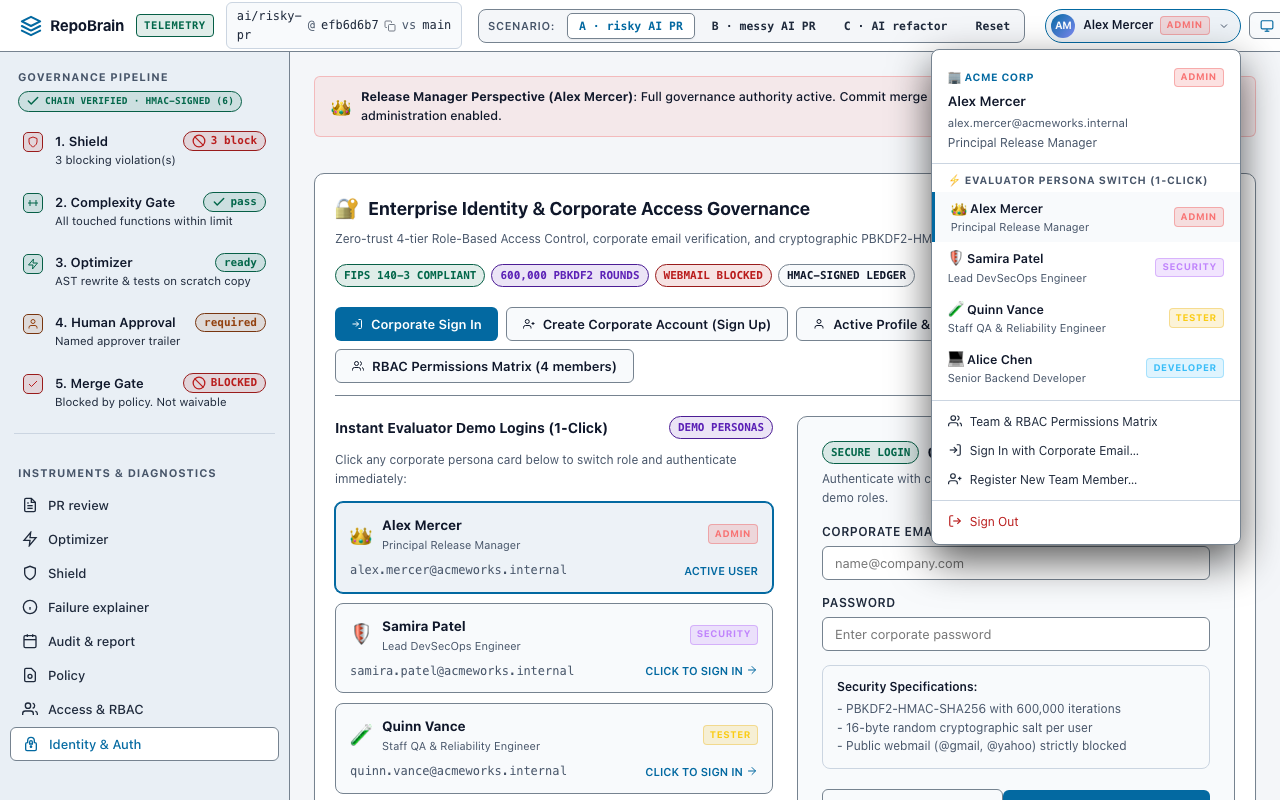 RepoBrain
TELEMETRY
ai/risky-pr @ efb6d6b7 vs main
SCENARIO: A · risky AI PR B · messy AI PR C · AI refactor Reset
AM Alex Mercer ADMIN
GOVERNANCE PIPELINE
CHAIN VERIFIED · HMAC-SIGNED (6)
1. Shield 3 block
3 blocking violation(s)
2. Complexity Gate pass
All touched functions within limit
3. Optimizer ready
AST rewrite & tests on scratch copy
4. Human Approval required
Named approver trailer
5. Merge Gate BLOCKED
Blocked by policy. Not waivable
INSTRUMENTS & DIAGNOSTICS
PR review
Optimizer
Shield
Failure explainer
Audit & report
Policy
Access & RBAC
Identity & Auth
Release Manager Perspective (Alex Mercer): Full governance authority active. Commit merge
administration enabled.
Enterprise Identity & Corporate Access Governance
Zero-trust 4-tier Role-Based Access Control, corporate email verification, and cryptographic PBKDF2-HM
FIPS 140-3 COMPLIANT 600,000 PBKDF2 ROUNDS WEBMAIL BLOCKED HMAC-SIGNED LEDGER
Corporate Sign In Create Corporate Account (Sign Up) Active Profile &
RBAC Permissions Matrix (4 members)
Instant Evaluator Demo Logins (1-Click) DEMO PERSONAS
Click any corporate persona card below to switch role and authenticate
immediately:
Alex Mercer ADMIN
Principal Release Manager
alex.mercer@acmeworks.internal ACTIVE USER
Samira Patel SECURITY
Lead DevSecOps Engineer
samira.patel@acmeworks.internal CLICK TO SIGN IN →
Quinn Vance TESTER
Staff QA & Reliability Engineer
quinn.vance@acmeworks.internal CLICK TO SIGN IN →
SECURE LOGIN
Authenticate with
demo roles.
CORPORATE EMA
name@company.com
PASSWORD
Enter corporate password
Security Specifications:
- PBKDF2-HMAC-SHA256 with 600,000 iterations
- 16-byte random cryptographic salt per user
- Public webmail (@gmail, @yahoo) strictly blocked
ACME CORP ADMIN
Alex Mercer
alex.mercer@acmeworks.internal
Principal Release Manager
⚡ EVALUATOR PERSONA SWITCH (1-CLICK)
Alex Mercer ADMIN
Principal Release Manager
Samira Patel SECURITY
Lead DevSecOps Engineer
Quinn Vance TESTER
Staff QA & Reliability Engineer
Alice Chen DEVELOPER
Senior Backend Developer
Team & RBAC Permissions Matrix
Sign In with Corporate Email...
Register New Team Member...
Sign Out